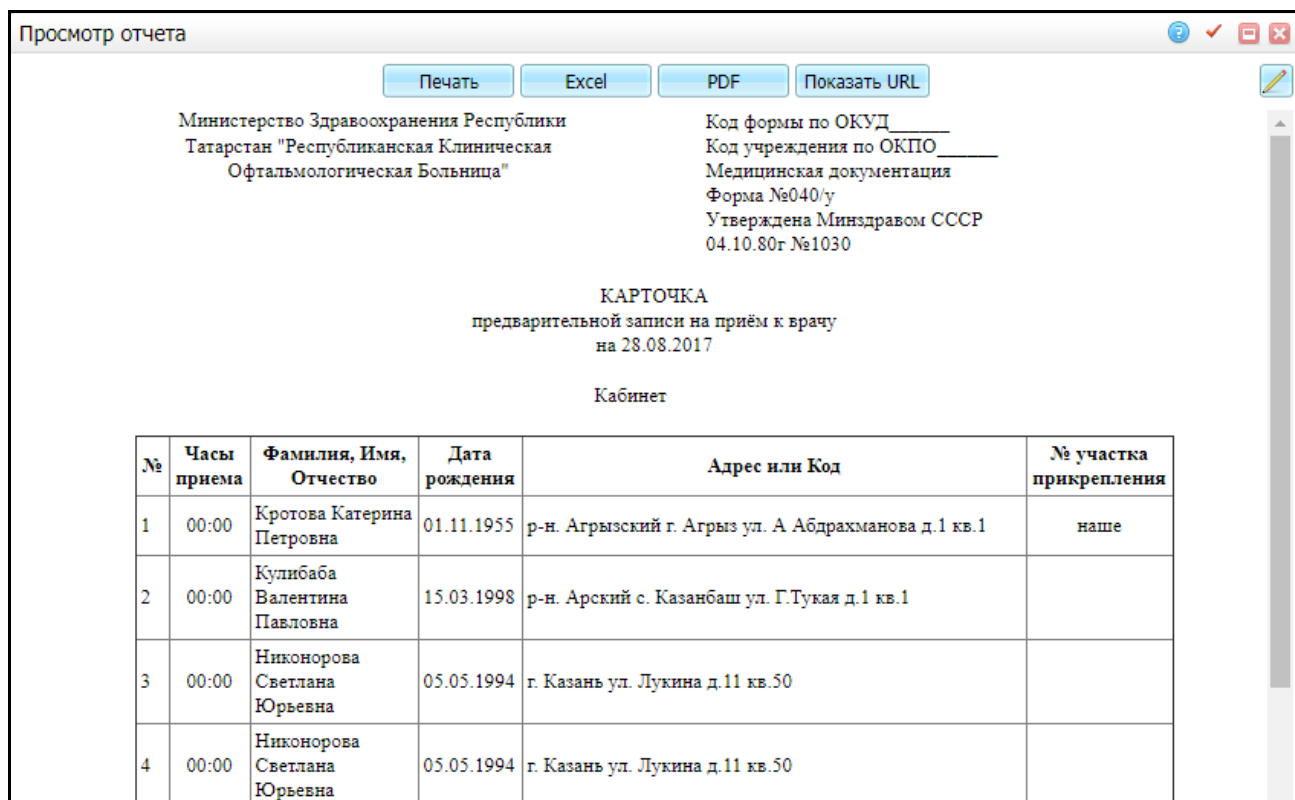 Просмотр отчета
Печать Excel PDF Показать URL
Министерство Здравоохранения Республики
Татарстан "Республиканская Клиническая
Офтальмологическая Больница"
Код формы по ОКУД______
Код учреждения по ОКПО______
Медицинская документация
Форма №040/у
Утверждена Минздравом СССР
04.10.80г №1030
КАРТОЧКА
предварительной записи на приём к врачу
на 28.08.2017
Кабинет
№ Часы приема Фамилия, Имя, Отчество Дата рождения Адрес или Код № участка прикрепления
1 00:00 Кротова Катерина Петровна 01.11.1955 р-н. Агрызский г. Агрыз ул. А Абдрахманова д.1 кв.1 наше
2 00:00 Кулибаба Валентина Павловна 15.03.1998 р-н. Арский с. Казанбаш ул. Г.Тукая д.1 кв.1
3 00:00 Никонорова Светлана Юрьевна 05.05.1994 г. Казань ул. Лукина д.11 кв.50
4 00:00 Никонорова Светлана Юрьевна 05.05.1994 г. Казань ул. Лукина д.11 кв.50